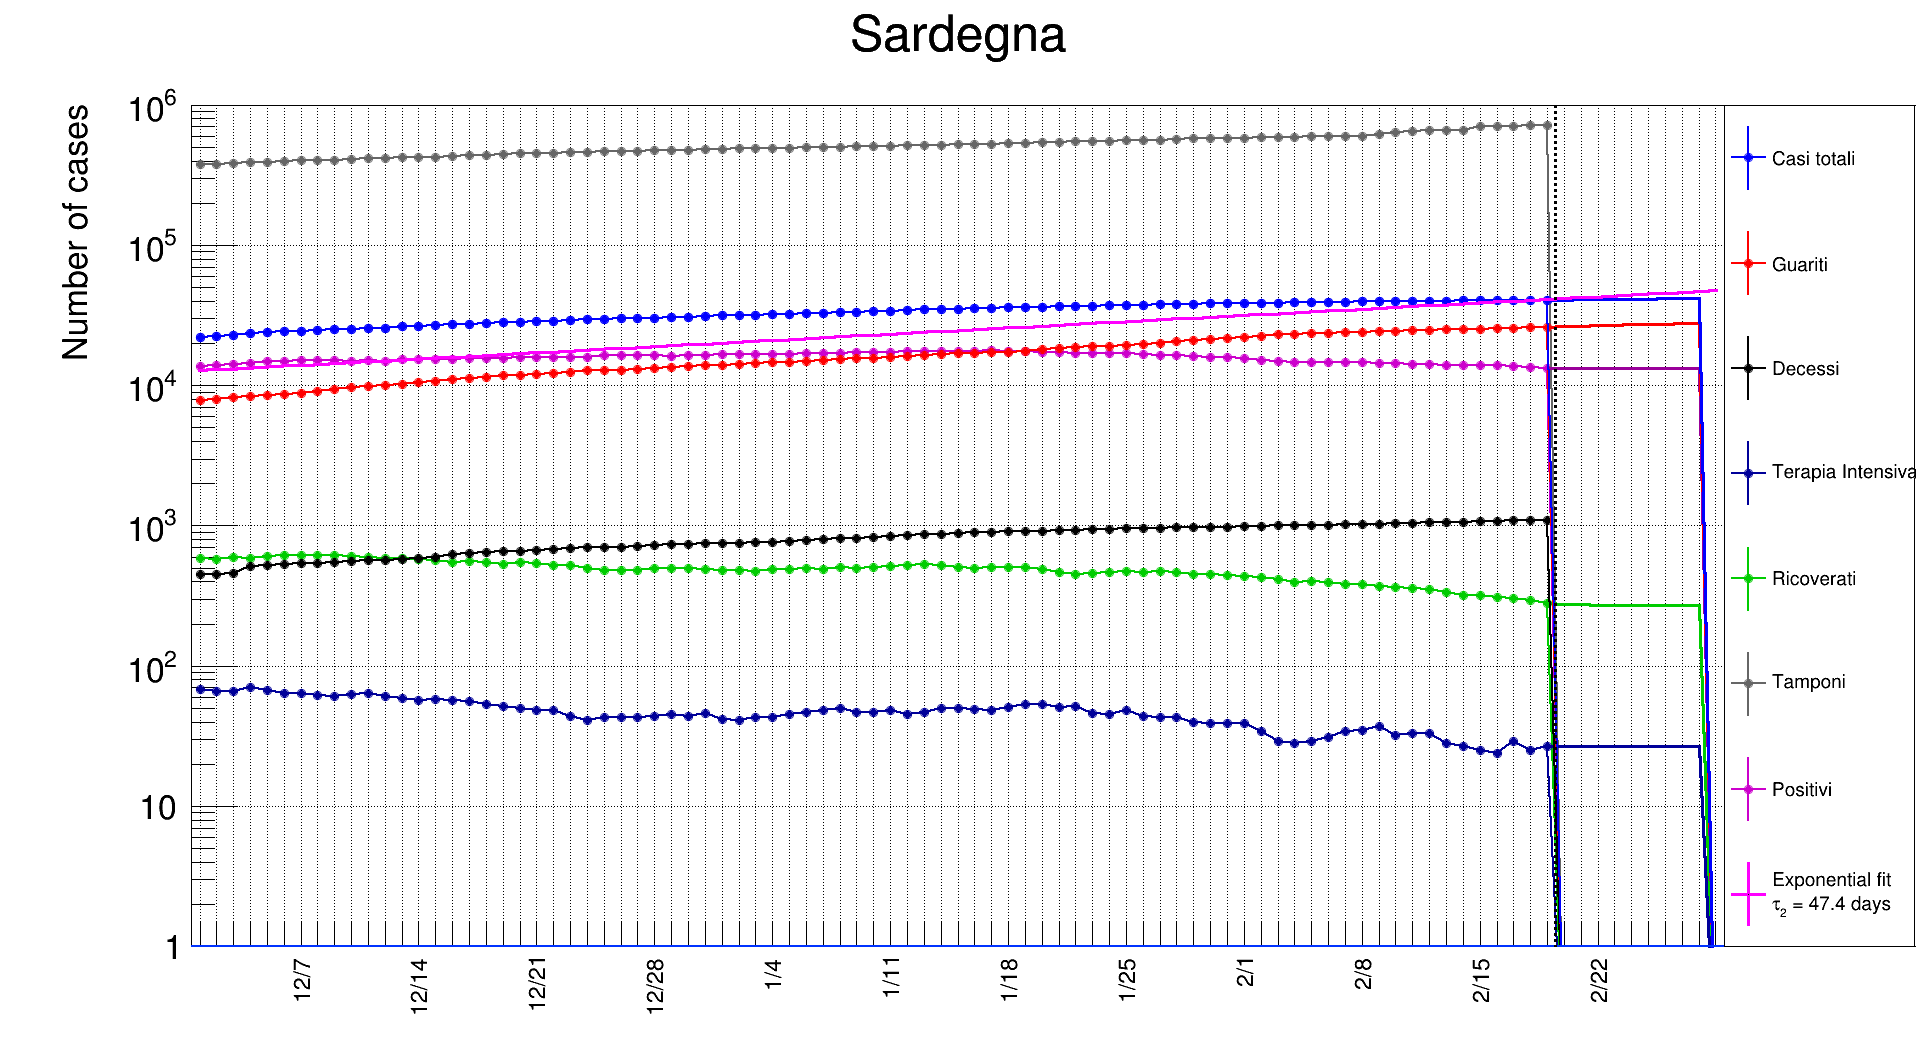 Sardegna
Number of cases
10^6
10^5
10^4
10^3
10^2
10
1
12/7
12/14
12/21
12/28
1/4
1/11
1/18
1/25
2/1
2/8
2/15
2/22
Casi totali
Guariti
Decessi
Terapia Intensiva
Ricoverati
Tamponi
Positivi
Exponential fit
τ_2 = 47.4 days